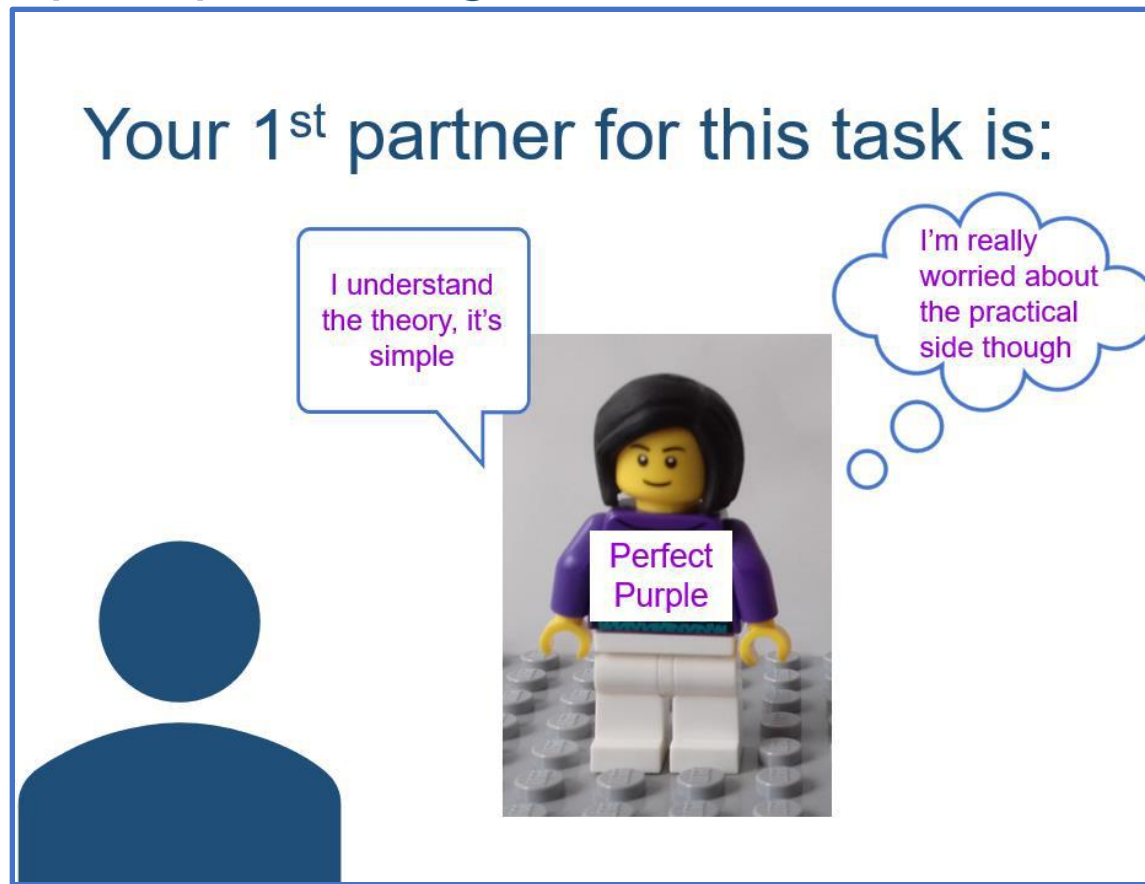 Your 1st partner for this task is:
I understand
the theory, it's
simple
I'm really
worried about
the practical
side though
Perfect
Purple